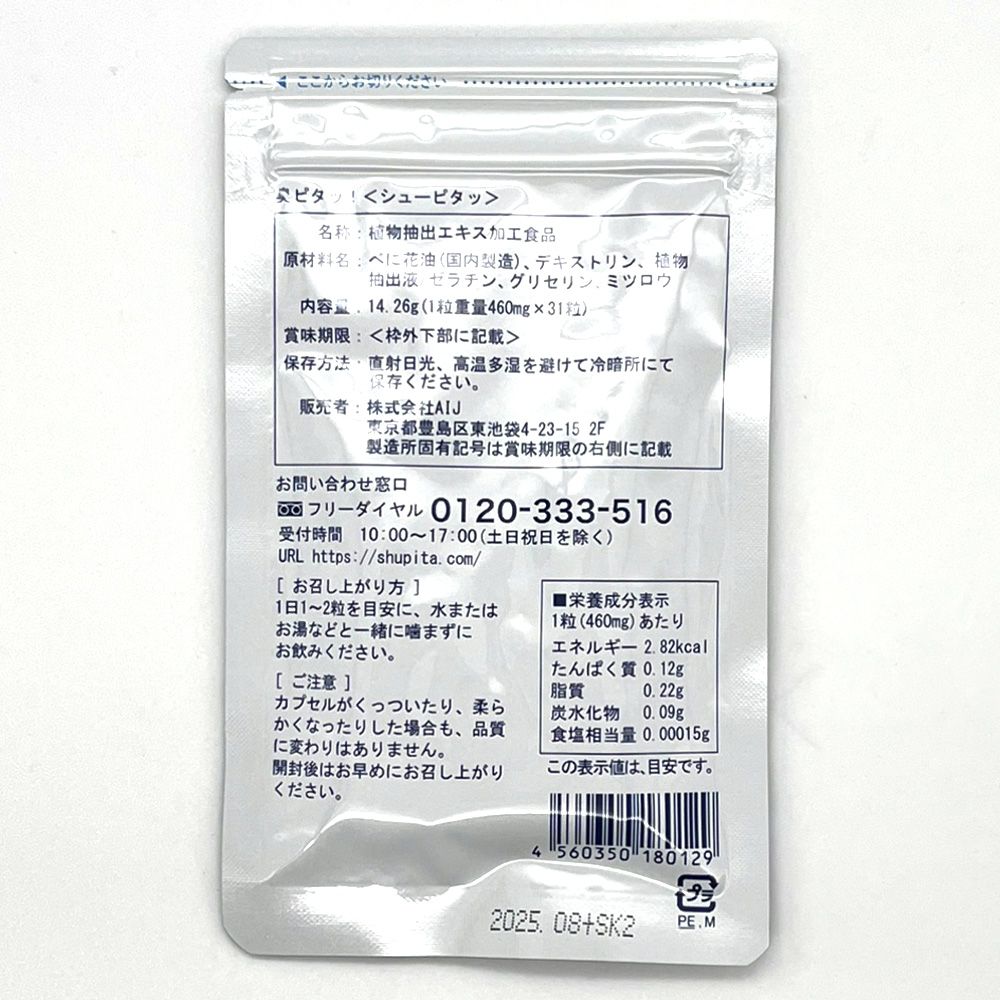 ◀ ここからお切りください
臭ピタッ!<シューピタッ>
名称:植物抽出エキス加工食品
原材料名:べに花油(国内製造)、デキストリン、植物
抽出液、ゼラチン、グリセリン、ミツロウ
内容量:14.26g(1粒重量460mg×31粒)
賞味期限:<枠外下部に記載>
保存方法:直射日光、高温多湿を避けて冷暗所にて
保存ください。
販売者:株式会社AIJ
東京都豊島区東池袋4-23-15 2F
製造所固有記号は賞味期限の右側に記載
お問い合わせ窓口
フリーダイヤル 0120-333-516
受付時間 10:00~17:00(土日祝日を除く)
URL https://shupita.com/
[ お召し上がり方 ]
1日1~2粒を目安に、水または
お湯などと一緒に噛まずに
お飲みください。
[ ご注意 ]
カプセルがくっついたり、柔ら
かくなったりした場合も、品質
に変わりはありません。
開封後はお早めにお召し上がり
ください。
■栄養成分表示
1粒(460mg)あたり
エネルギー 2.82kcal
たんぱく質 0.12g
脂質 0.22g
炭水化物 0.09g
食塩相当量 0.00015g
この表示値は、目安です。
4 560350 180129
プラ
PE,M
2025.08+SK2